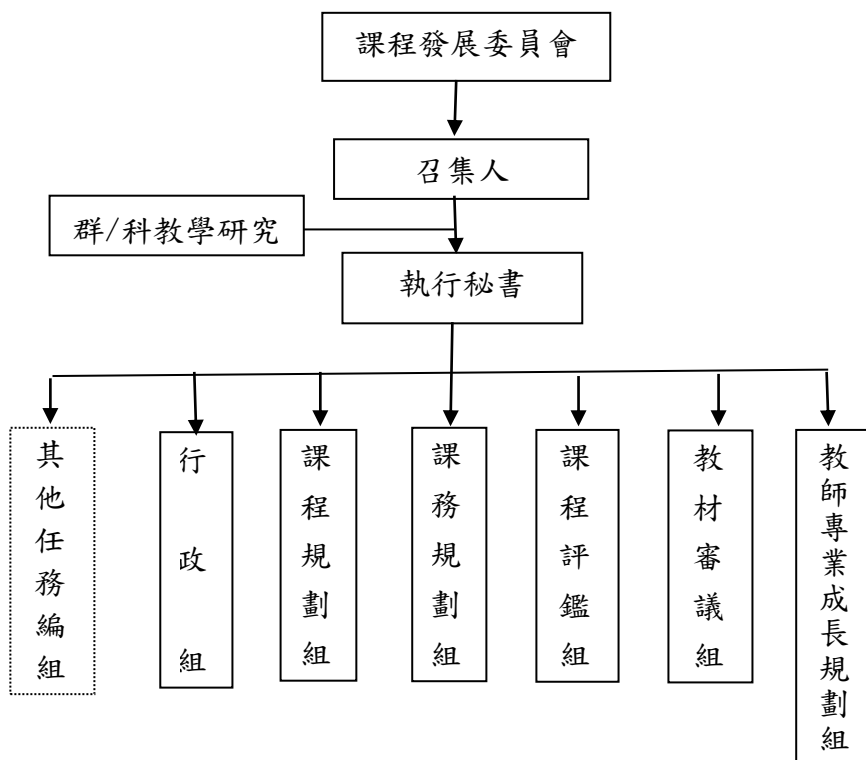 課程發展委員會
召集人
群/科教學研究
執行秘書
其他任務編組
行政組
課程規劃組
課務規劃組
課程評鑑組
教材審議組
教師專業成長規劃組